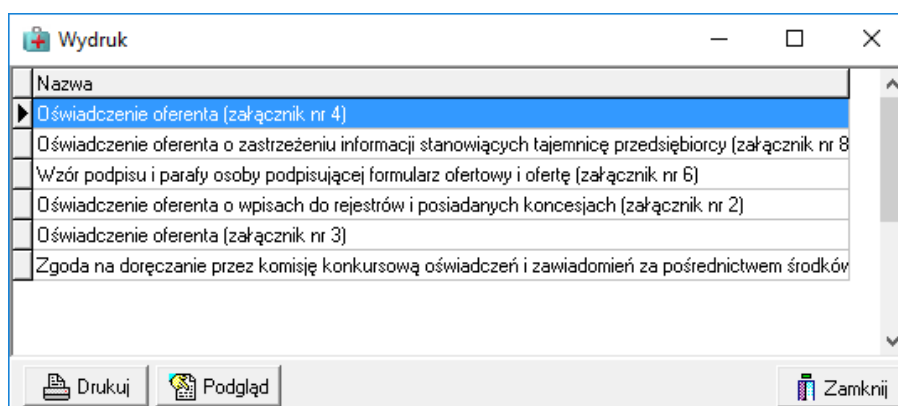 Wydruk
Nazwa
Oświadczenie oferenta (załącznik nr 4)
Oświadczenie oferenta o zastrzeżeniu informacji stanowiących tajemnicę przedsiębiorcy (załącznik nr 8
Wzór podpisu i parafy osoby podpisującej formularz ofertowy i ofertę (załącznik nr 6)
Oświadczenie oferenta o wpisach do rejestrów i posiadanych koncesjach (załącznik nr 2)
Oświadczenie oferenta (załącznik nr 3)
Zgoda na doręczanie przez komisję konkursową oświadczeń i zawiadomień za pośrednictwem środków
Drukuj Podgląd Zamknij